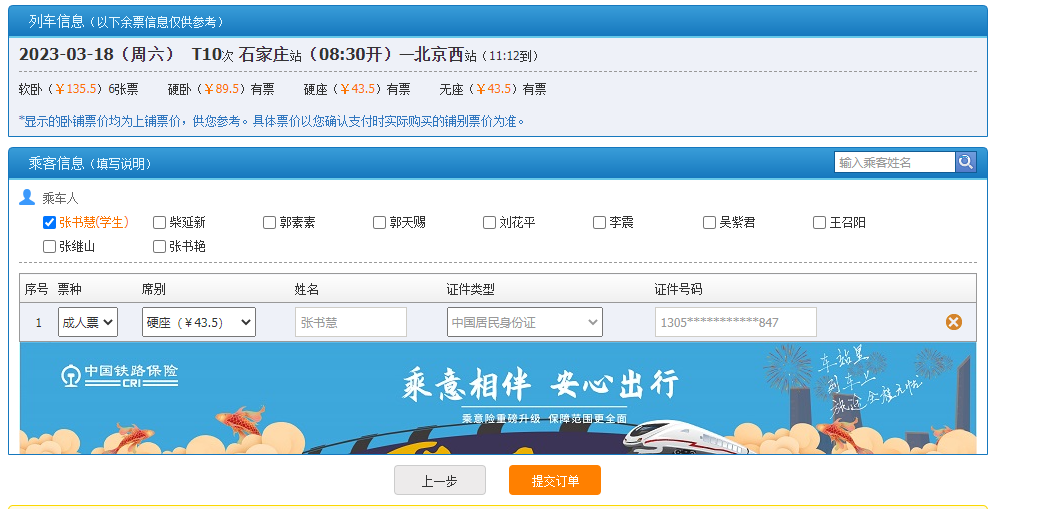 列车信息（以下余票信息仅供参考）
2023-03-18（周六） T10次 石家庄站（08:30开）—北京西站（11:12到）
软卧（￥135.5）6张票 硬卧（￥89.5）有票 硬座（￥43.5）有票 无座（￥43.5）有票
*显示的卧铺票价均为上铺票价，供您参考。具体票价以您确认支付时实际购买的铺别票价为准。
乘客信息（填写说明） 输入乘客姓名
乘车人
张书慧(学生) 柴延新 郭素素 郭天赐 刘花平 李震 吴紫君 王召阳
张继山 张书艳
序号 票种 席别 姓名 证件类型 证件号码
1 成人票 硬座（￥43.5） 张书慧 中国居民身份证 1305***********847
中国铁路保险
CRI
乘意相伴 安心出行
乘意险重磅升级 保障范围更全面
车站里
列车上
旅途全程无忧
上一步 提交订单